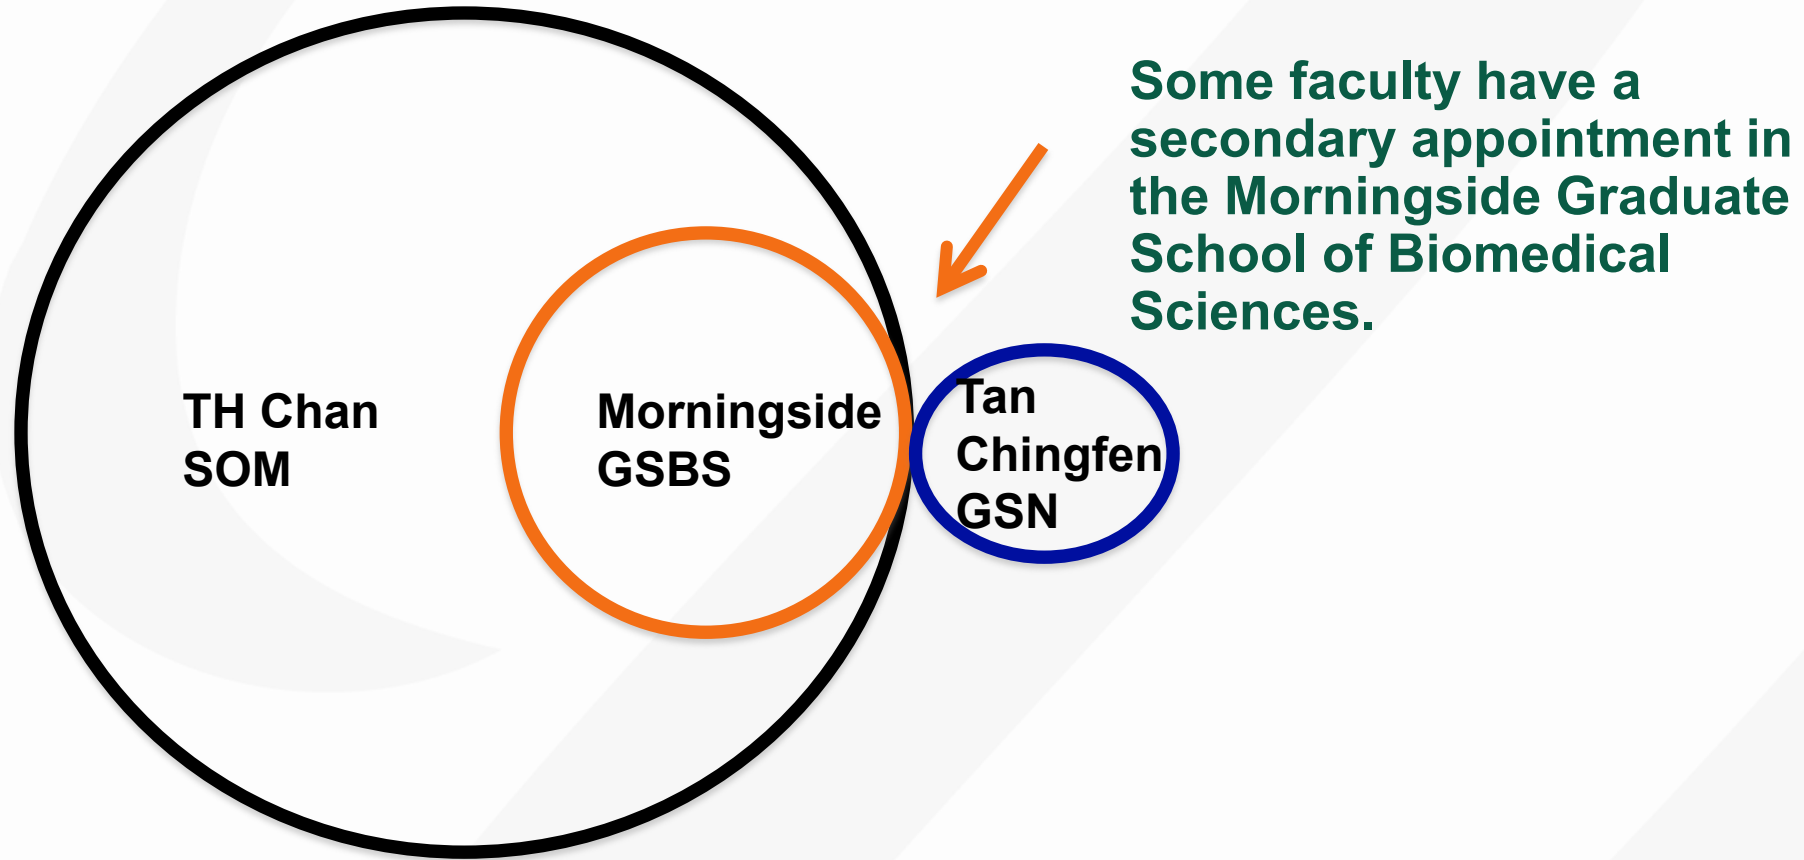 Some faculty have a
secondary appointment in
the Morningside Graduate
School of Biomedical
Sciences.
TH Chan
SOM
Morningside
GSBS
Tan
Chingfen
GSN